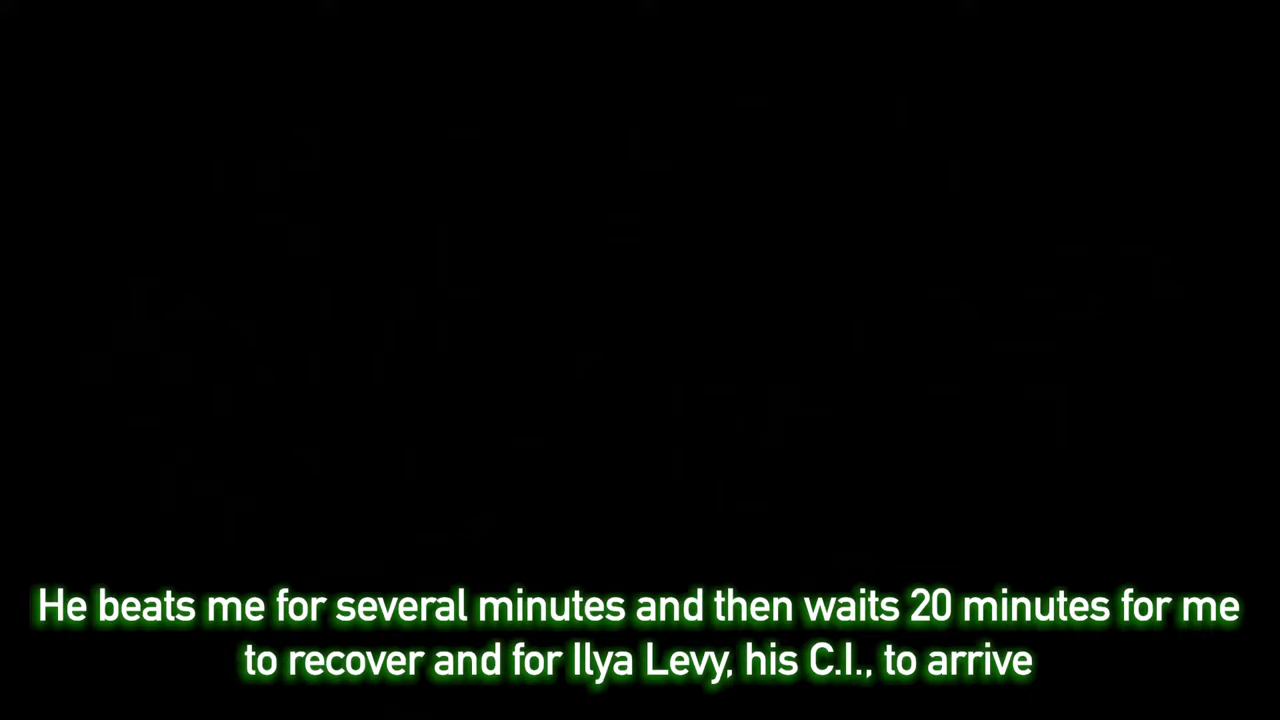 He beats me for several minutes and then waits 20 minutes for me
to recover and for Ilya Levy, his C.I., to arrive